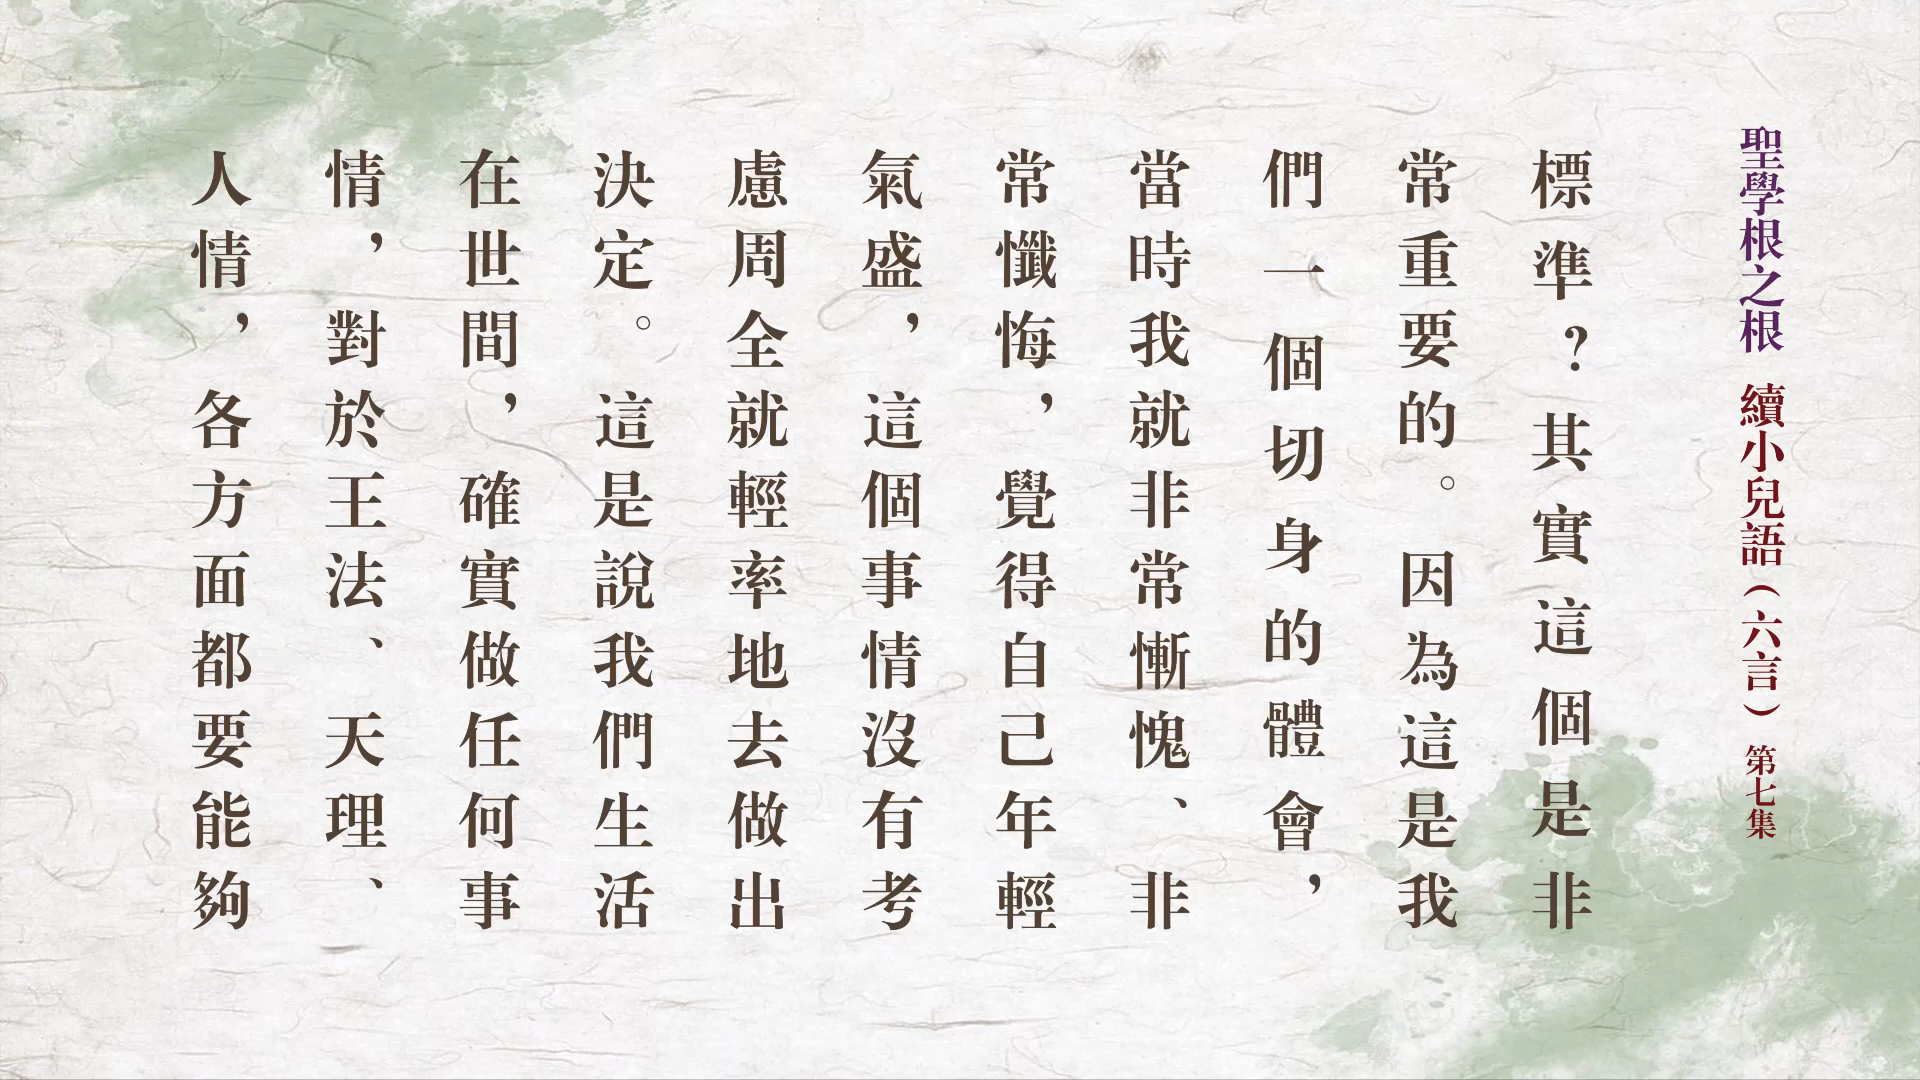 聖學根之根 續小兒語（六言） 第七集
標準？其實這個是非
常重要的。因為這是我
們一個切身的體會，
當時我就非常慚愧、非
常懺悔，覺得自己年輕
氣盛，這個事情沒有考
慮周全就輕率地去做出
決定。這是說我們生活
在世間，確實做任何事
情，對於王法、天理、
人情，各方面都要能夠